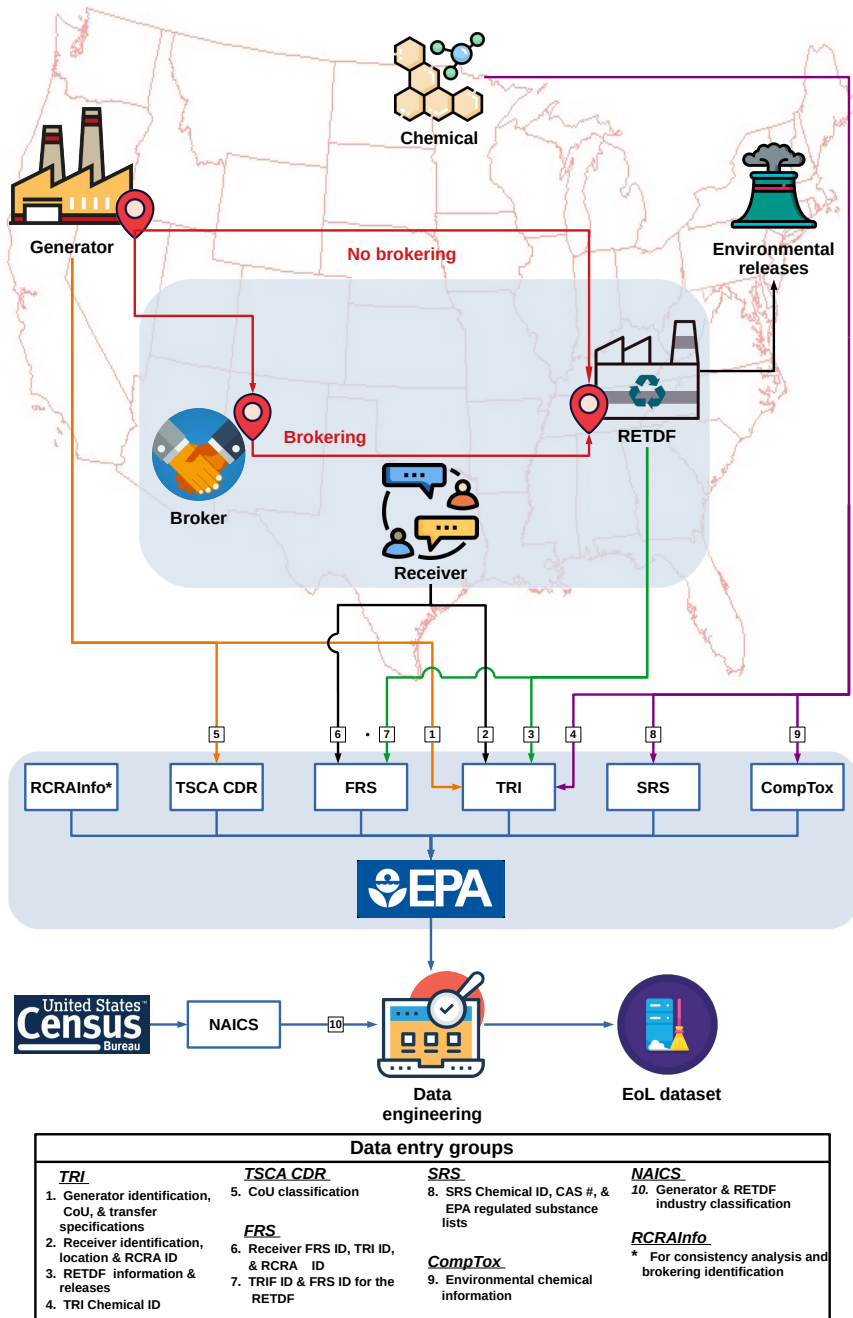 Chemical
Generator
No brokering
Environmental
releases
Brokering
RETDF
Broker
Receiver
5
6
7
1
2
3
4
8
9
RCRAInfo*
TSCA CDR
FRS
TRI
SRS
CompTox
EPA
United States™
Census
Bureau
NAICS
10
Data
engineering
EoL dataset
Data entry groups
TRI
1. Generator identification,
CoU, & transfer
specifications
2. Receiver identification,
location & RCRA ID
3. RETDF information &
releases
4. TRI Chemical ID
TSCA CDR
5. CoU classification
FRS
6. Receiver FRS ID, TRI ID,
& RCRA ID
7. TRIF ID & FRS ID for the
RETDF
SRS
8. SRS Chemical ID, CAS #, &
EPA regulated substance
lists
CompTox
9. Environmental chemical
information
NAICS
10. Generator & RETDF
industry classification
RCRAInfo
* For consistency analysis and
brokering identification